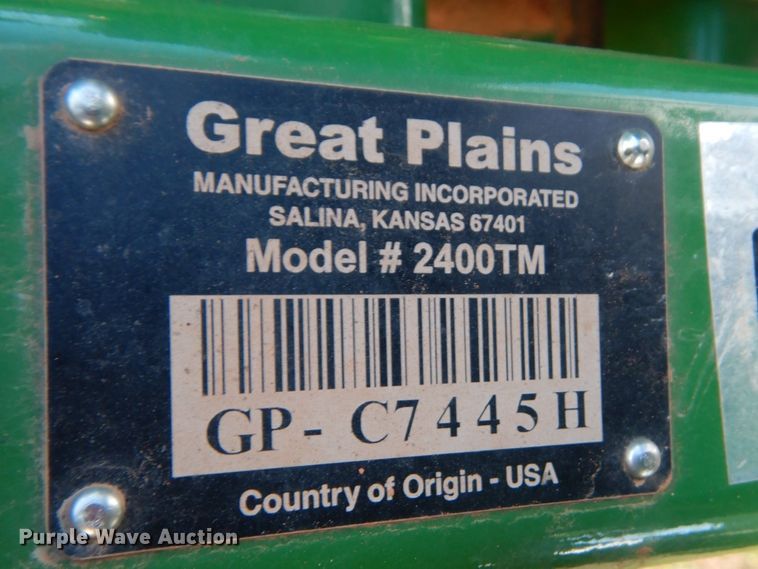 Great Plains
MANUFACTURING INCORPORATED
SALINA, KANSAS 67401
Model # 2400TM
GP- C7445H
Country of Origin - USA
Purple Wave Auction